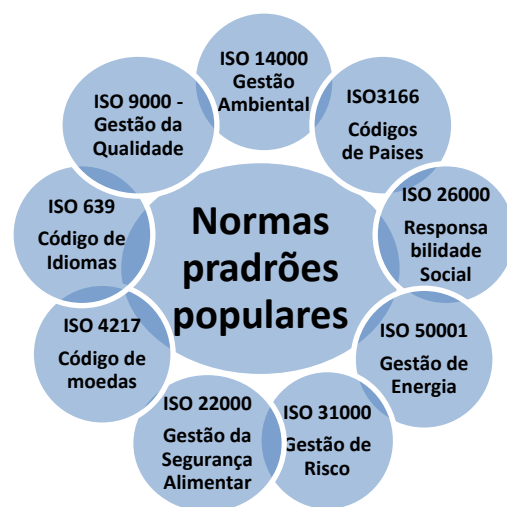 ISO 14000
Gestão
Ambiental
ISO3166
Códigos
de Paises
ISO 26000
Responsa
bilidade
Social
ISO 50001
Gestão de
Energia
ISO 31000
Gestão de
Risco
ISO 22000
Gestão da
Segurança
Alimentar
ISO 4217
Código de
moedas
ISO 639
Código de
Idiomas
ISO 9000 -
Gestão da
Qualidade
Normas
pradrões
populares